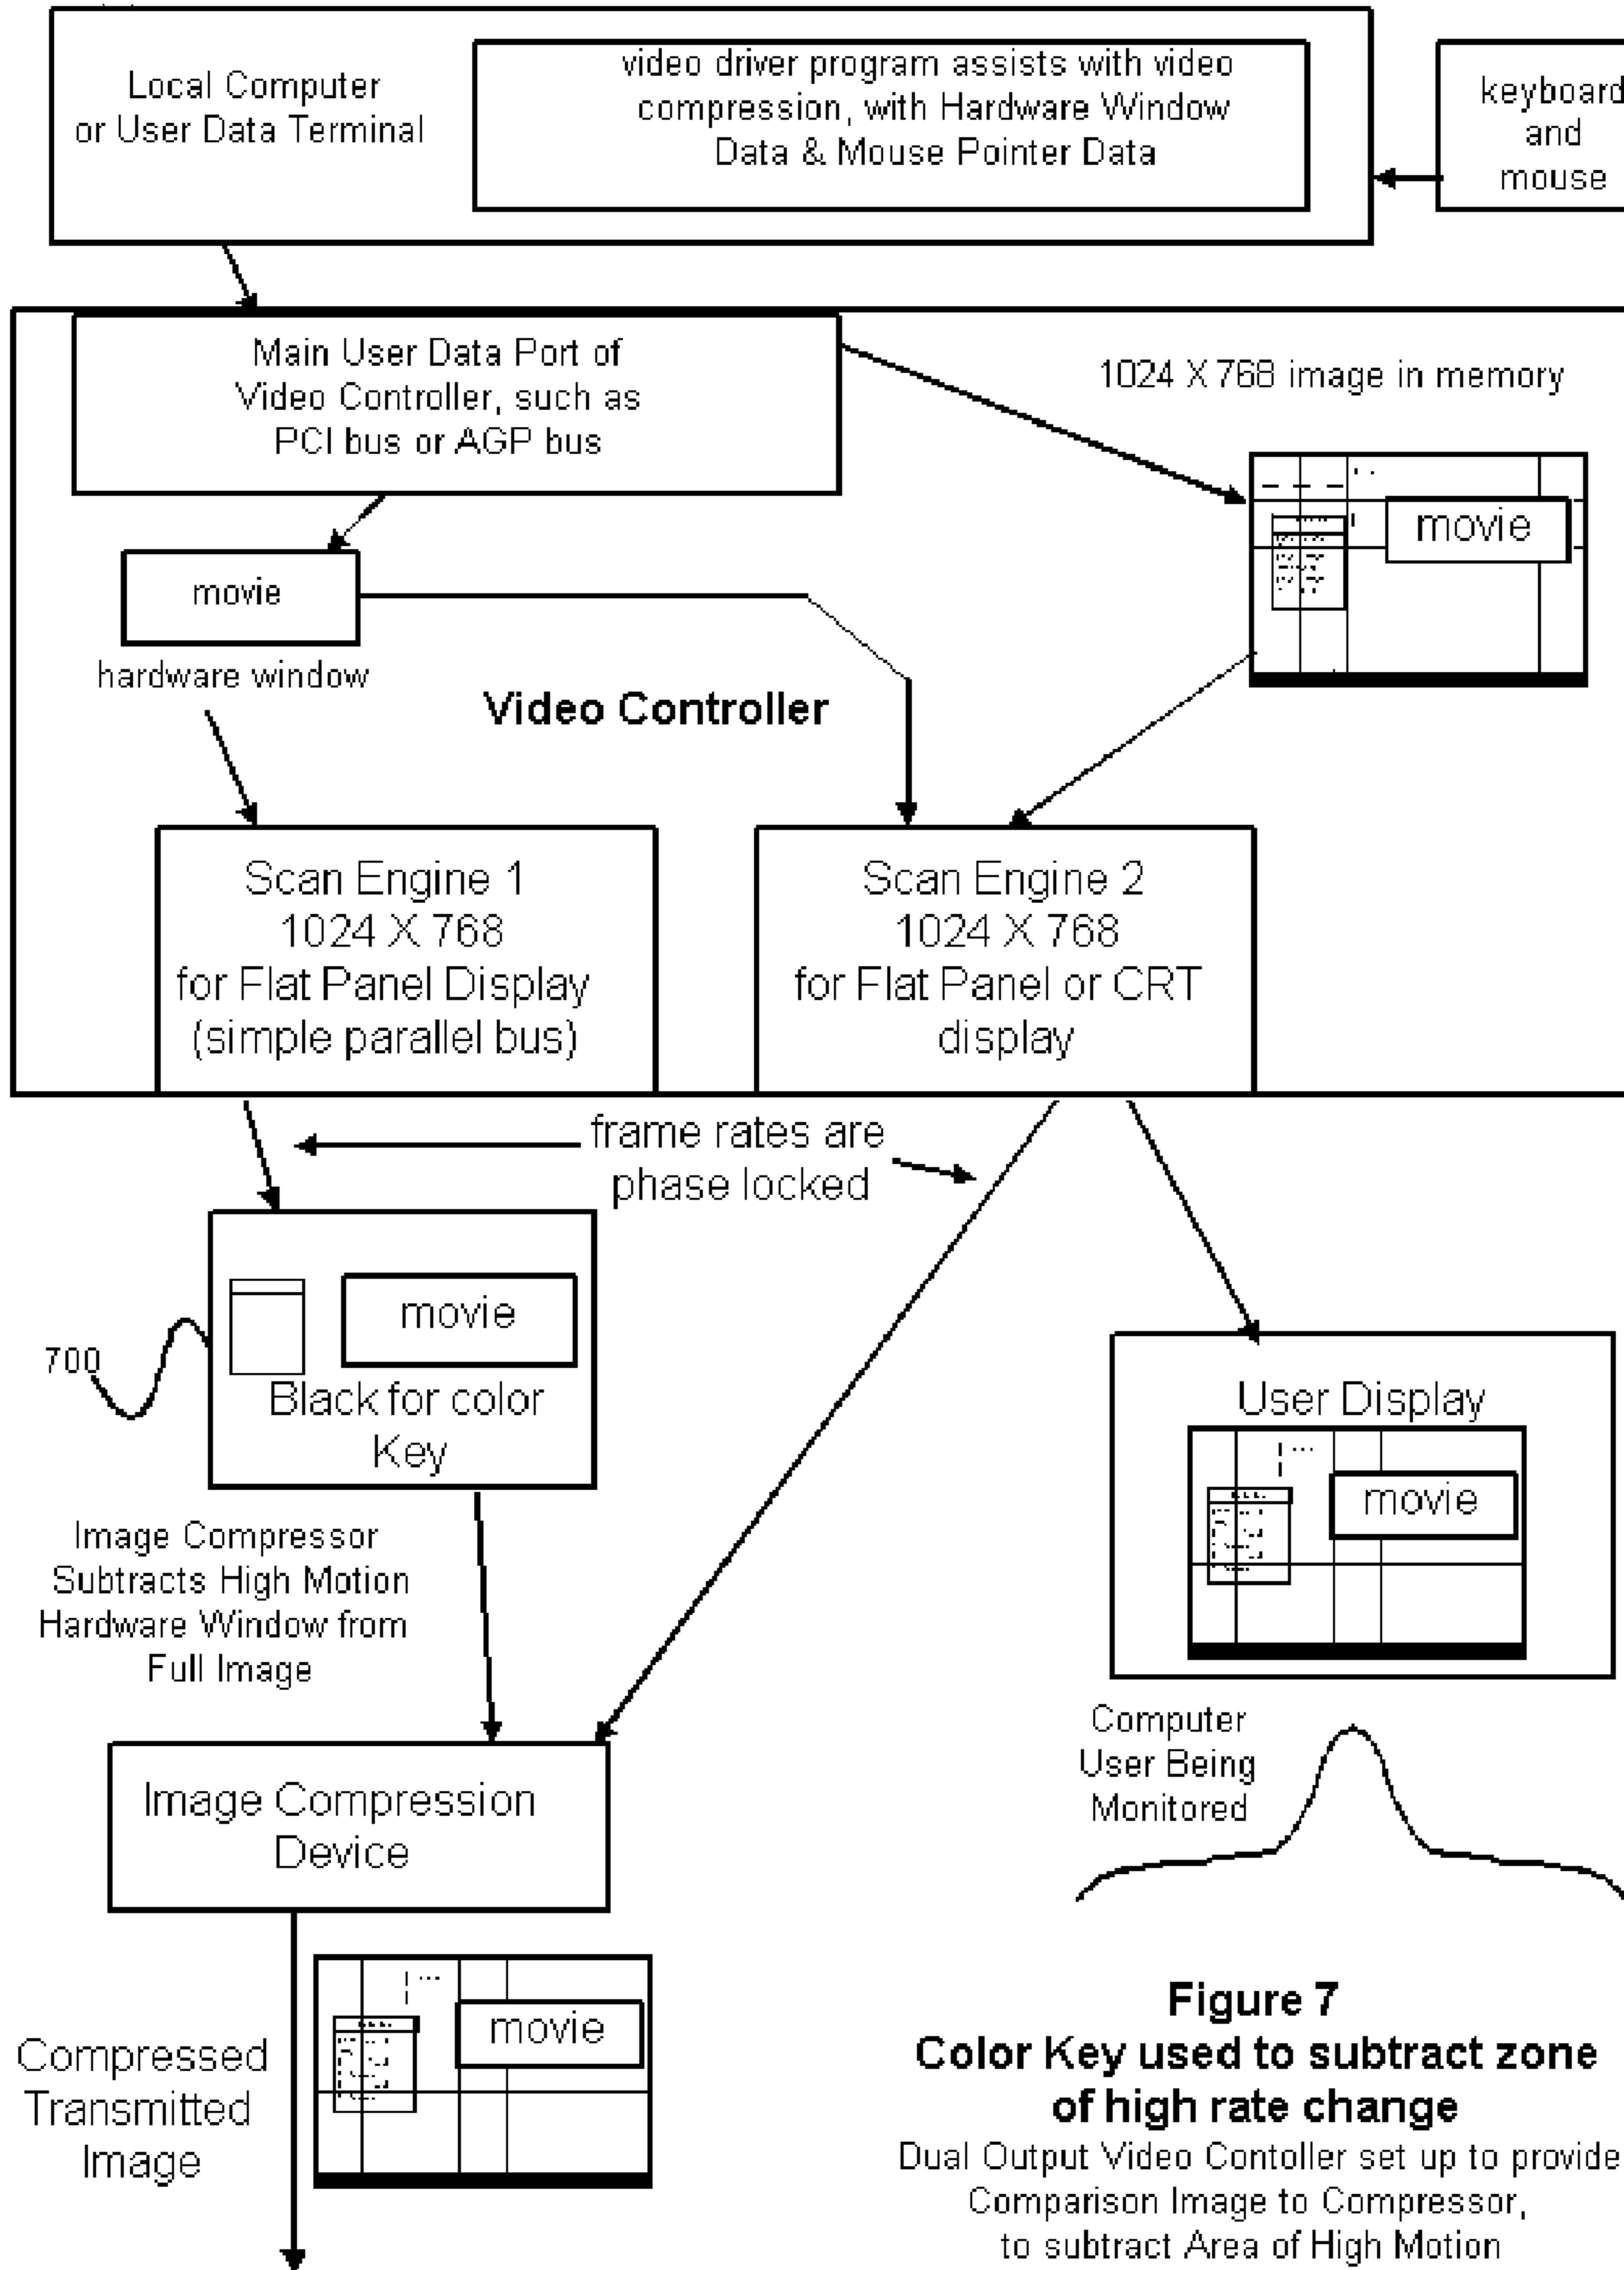 Local Computer
or User Data Terminal
video driver program assists with video
compression, with Hardware Window
Data & Mouse Pointer Data
keyboard
and
mouse
Main User Data Port of
Video Controller, such as
PCI bus or AGP bus
1024 X 768 image in memory
movie
movie
hardware window
Video Controller
Scan Engine 1
1024 X 768
for Flat Panel Display
(simple parallel bus)
Scan Engine 2
1024 X 768
for Flat Panel or CRT
display
frame rates are
phase locked
movie
Black for color
Key
700
User Display
movie
Image Compressor
Subtracts High Motion
Hardware Window from
Full Image
Computer
User Being
Monitored
Image Compression
Device
movie
Compressed
Transmitted
Image
Figure 7
Color Key used to subtract zone
of high rate change
Dual Output Video Contoller set up to provide
Comparison Image to Compressor,
to subtract Area of High Motion